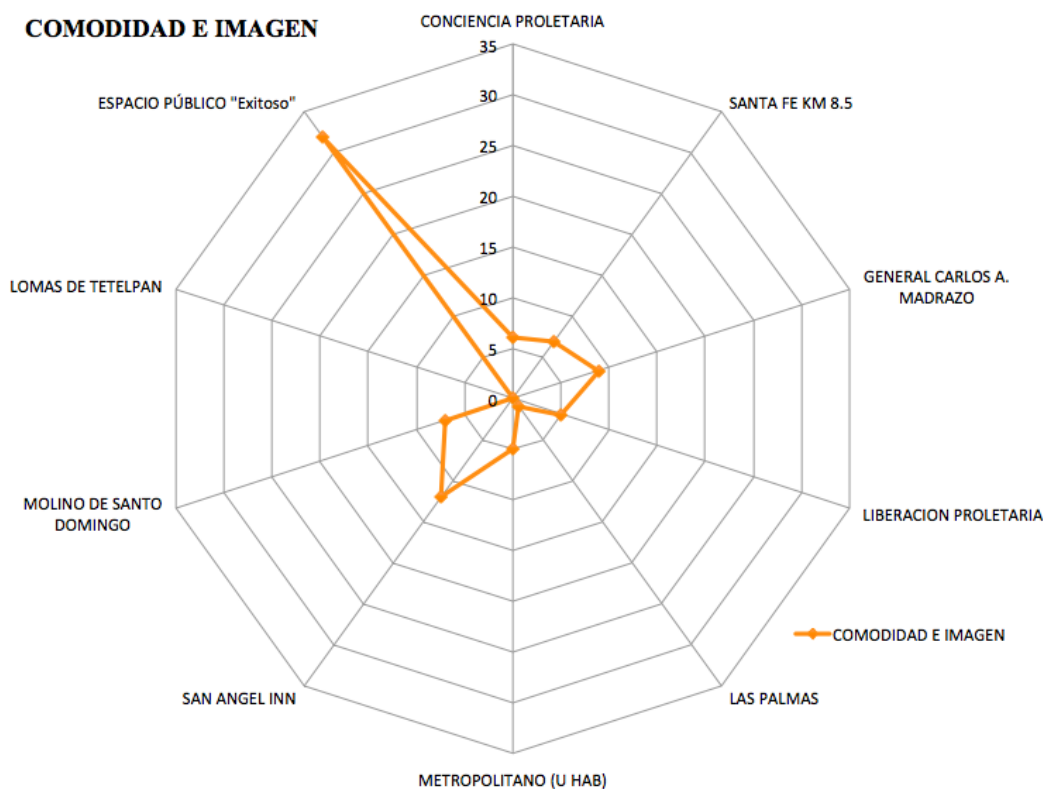 COMODIDAD E IMAGEN
CONCIENCIA PROLETARIA
35
ESPACIO PÚBLICO "Exitoso"
SANTA FE KM 8.5
30
25
20
15
10
5
0
LOMAS DE TETELPAN
GENERAL CARLOS A.
MADRAZO
MOLINO DE SANTO
DOMINGO
LIBERACION PROLETARIA
COMODIDAD E IMAGEN
SAN ANGEL INN
LAS PALMAS
METROPOLITANO (U HAB)